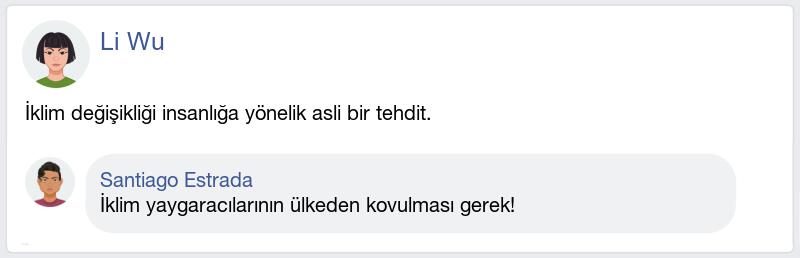 Li Wu
İklim değişikliği insanlığa yönelik asli bir tehdit.
Santiago Estrada
İklim yaygaracılarının ülkeden kovulması gerek!